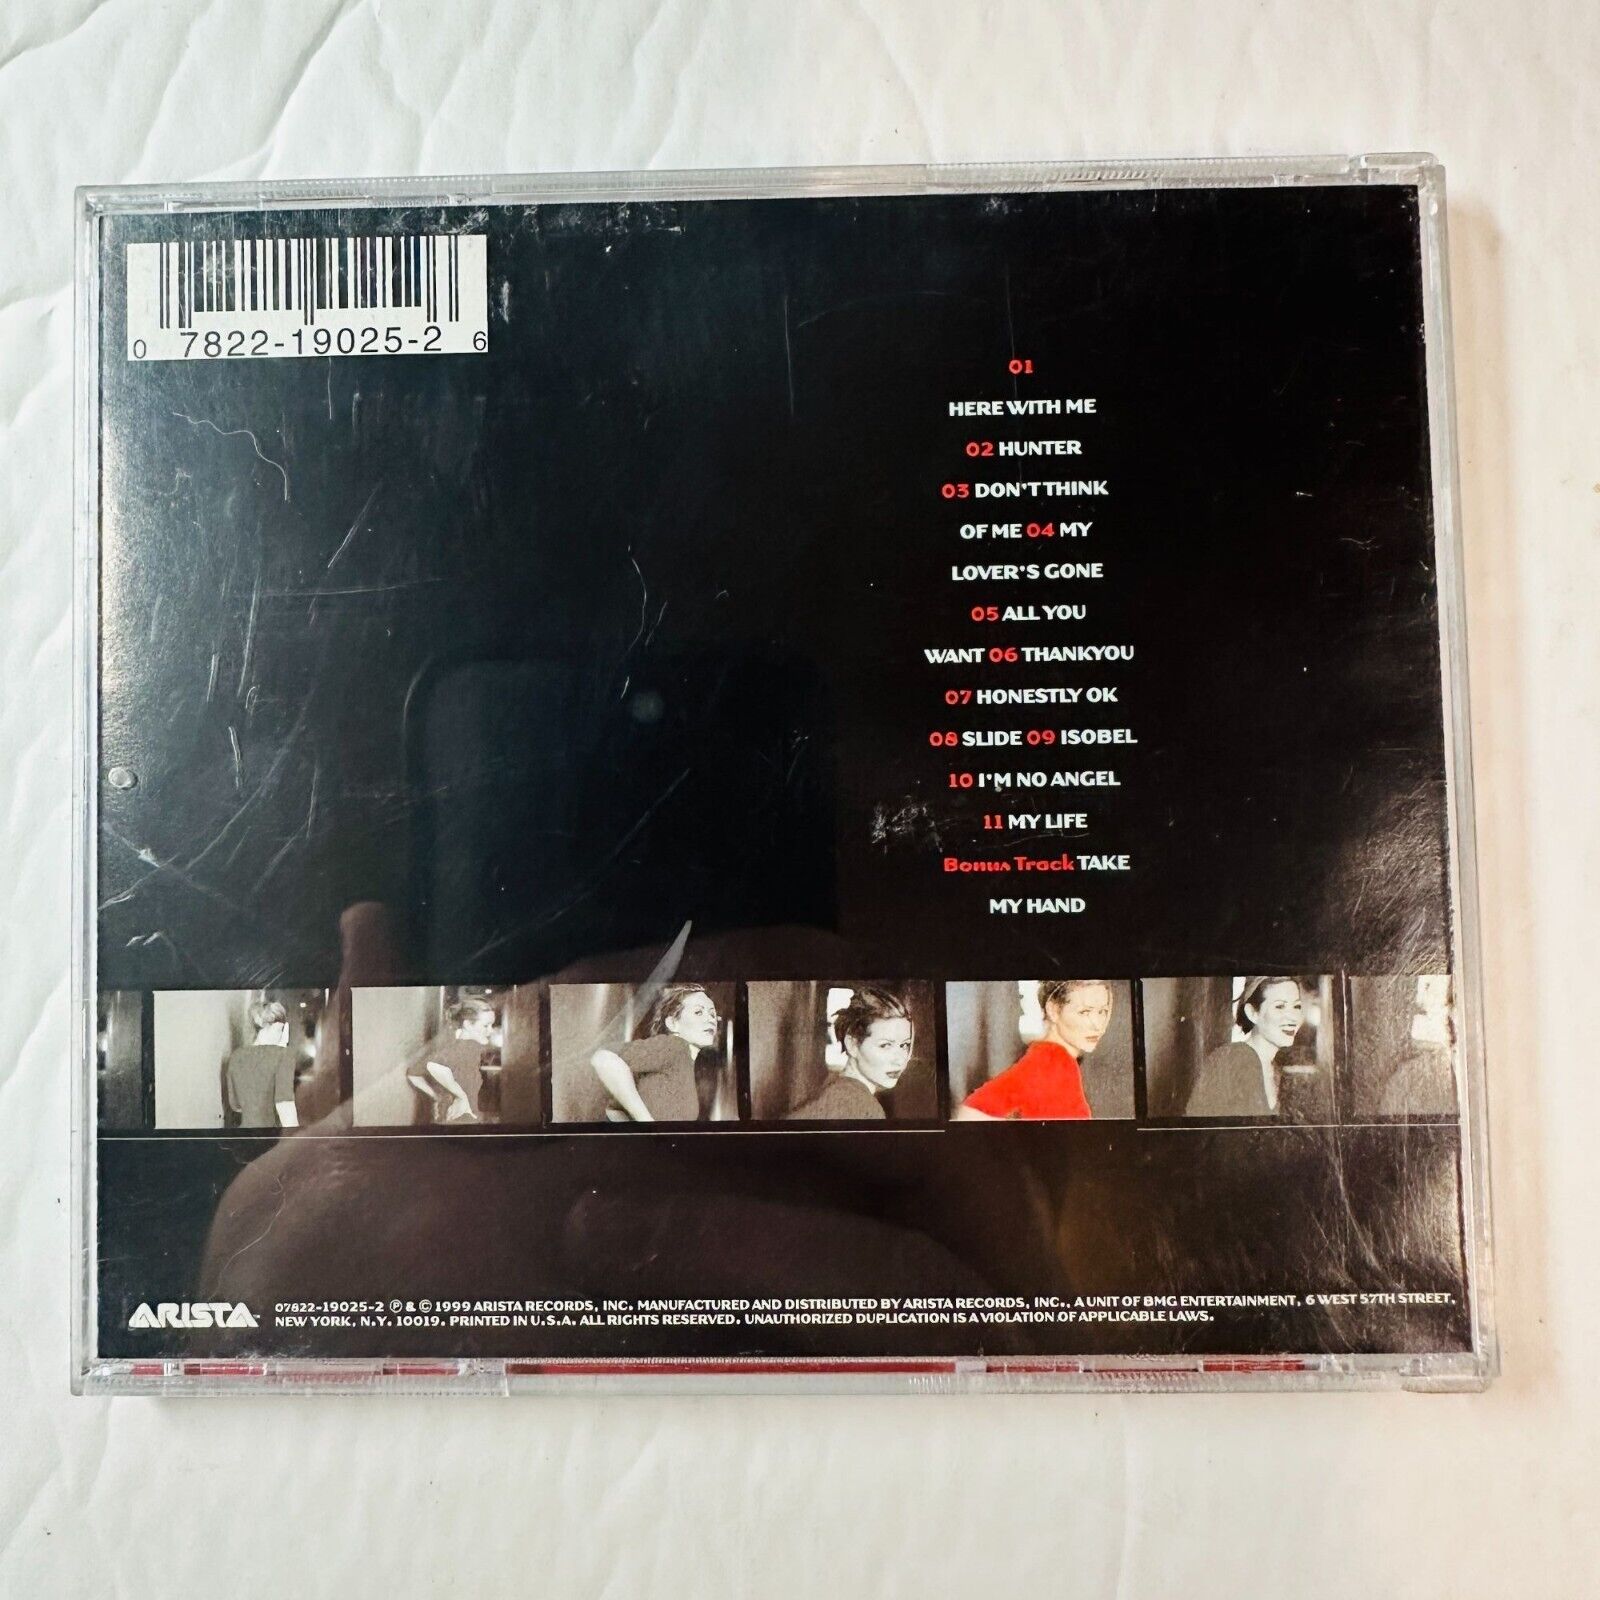 0 7822-19025-2 6
01
HERE WITH ME
02 HUNTER
03 DON'T THINK
OF ME 04 MY
LOVER'S GONE
05 ALL YOU
WANT 06 THANKYOU
07 HONESTLY OK
08 SLIDE 09 ISOBEL
10 I'M NO ANGEL
11 MY LIFE
Bonus Track TAKE
MY HAND
ARISTA™ 07822-19025-2 ℗ & © 1999 ARISTA RECORDS, INC. MANUFACTURED AND DISTRIBUTED BY ARISTA RECORDS, INC., A UNIT OF BMG ENTERTAINMENT, 6 WEST 57TH STREET,
NEW YORK, N.Y. 10019. PRINTED IN U.S.A. ALL RIGHTS RESERVED. UNAUTHORIZED DUPLICATION IS A VIOLATION OF APPLICABLE LAWS.